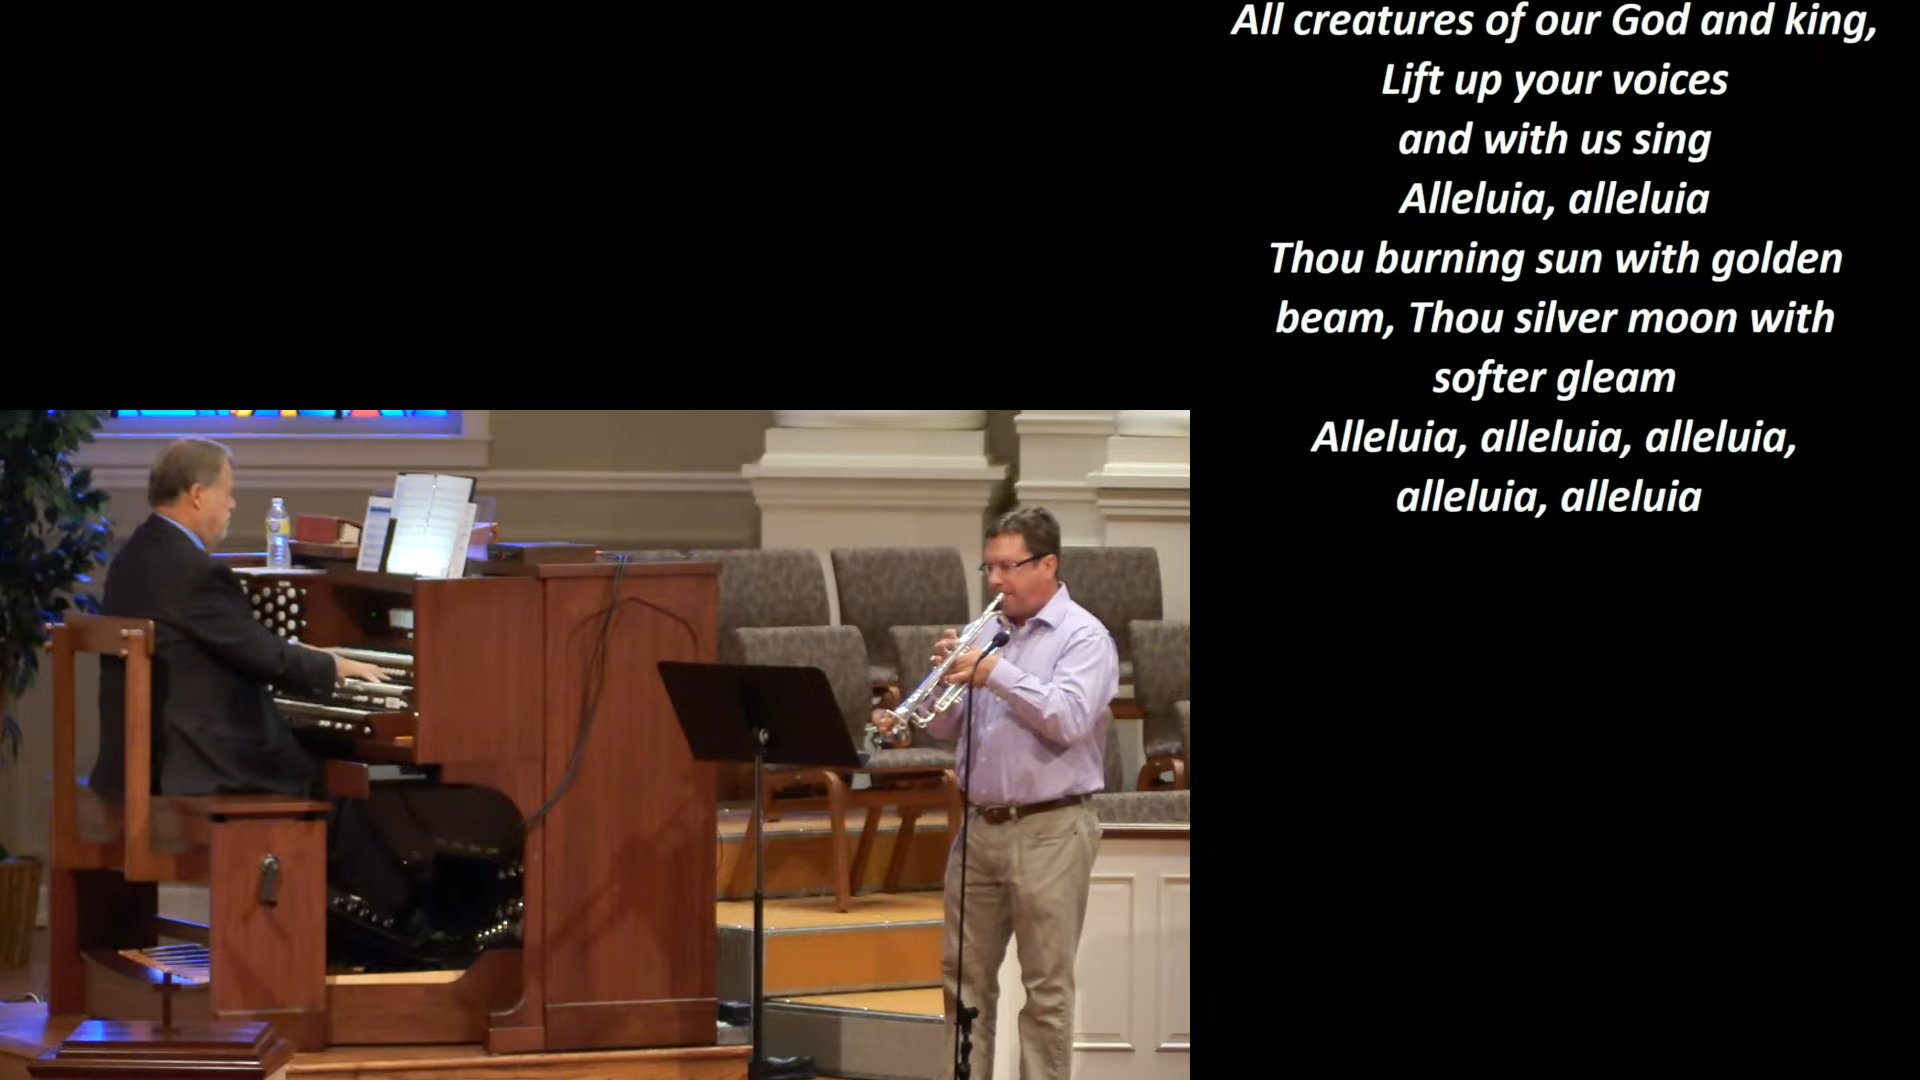 All creatures of our God and king,
Lift up your voices
and with us sing
Alleluia, alleluia
Thou burning sun with golden
beam, Thou silver moon with
softer gleam
Alleluia, alleluia, alleluia,
alleluia, alleluia